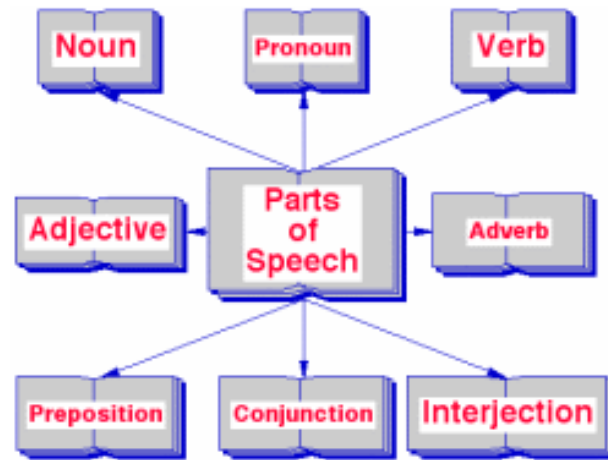 Noun
Pronoun
Verb
Adjective
Parts
of
Speech
Adverb
Preposition
Conjunction
Interjection